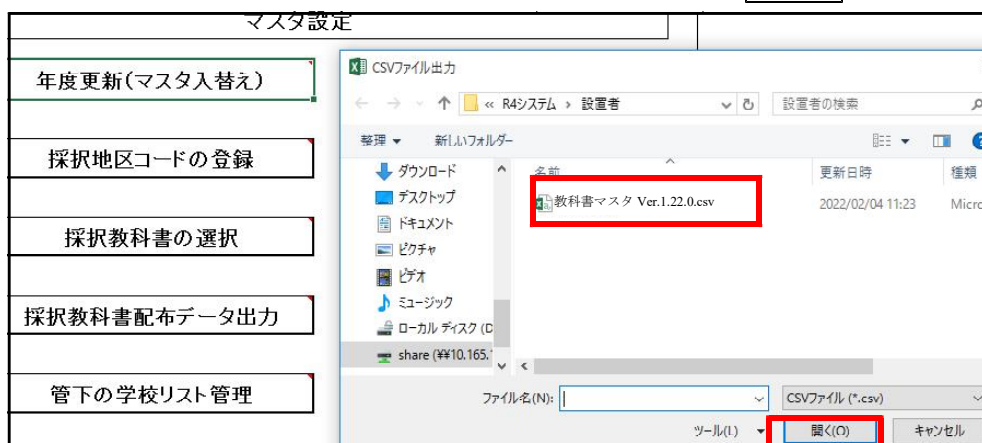 マスタ設定
年度更新(マスタ入替え)
採択地区コードの登録
採択教科書の選択
採択教科書配布データ出力
管下の学校リスト管理
CSVファイル出力
« R4システム › 設置者
設置者の検索
整理 新しいフォルダー
名前 更新日時 種類
教科書マスタ Ver.1.22.0.csv 2022/02/04 11:23 Micro
ダウンロード
デスクトップ
ドキュメント
ピクチャ
ビデオ
ミュージック
ローカル ディスク (D
share (¥¥10.165.
ファイル名(N): CSVファイル (*.csv)
ツール(L) 開く(O) キャンセル